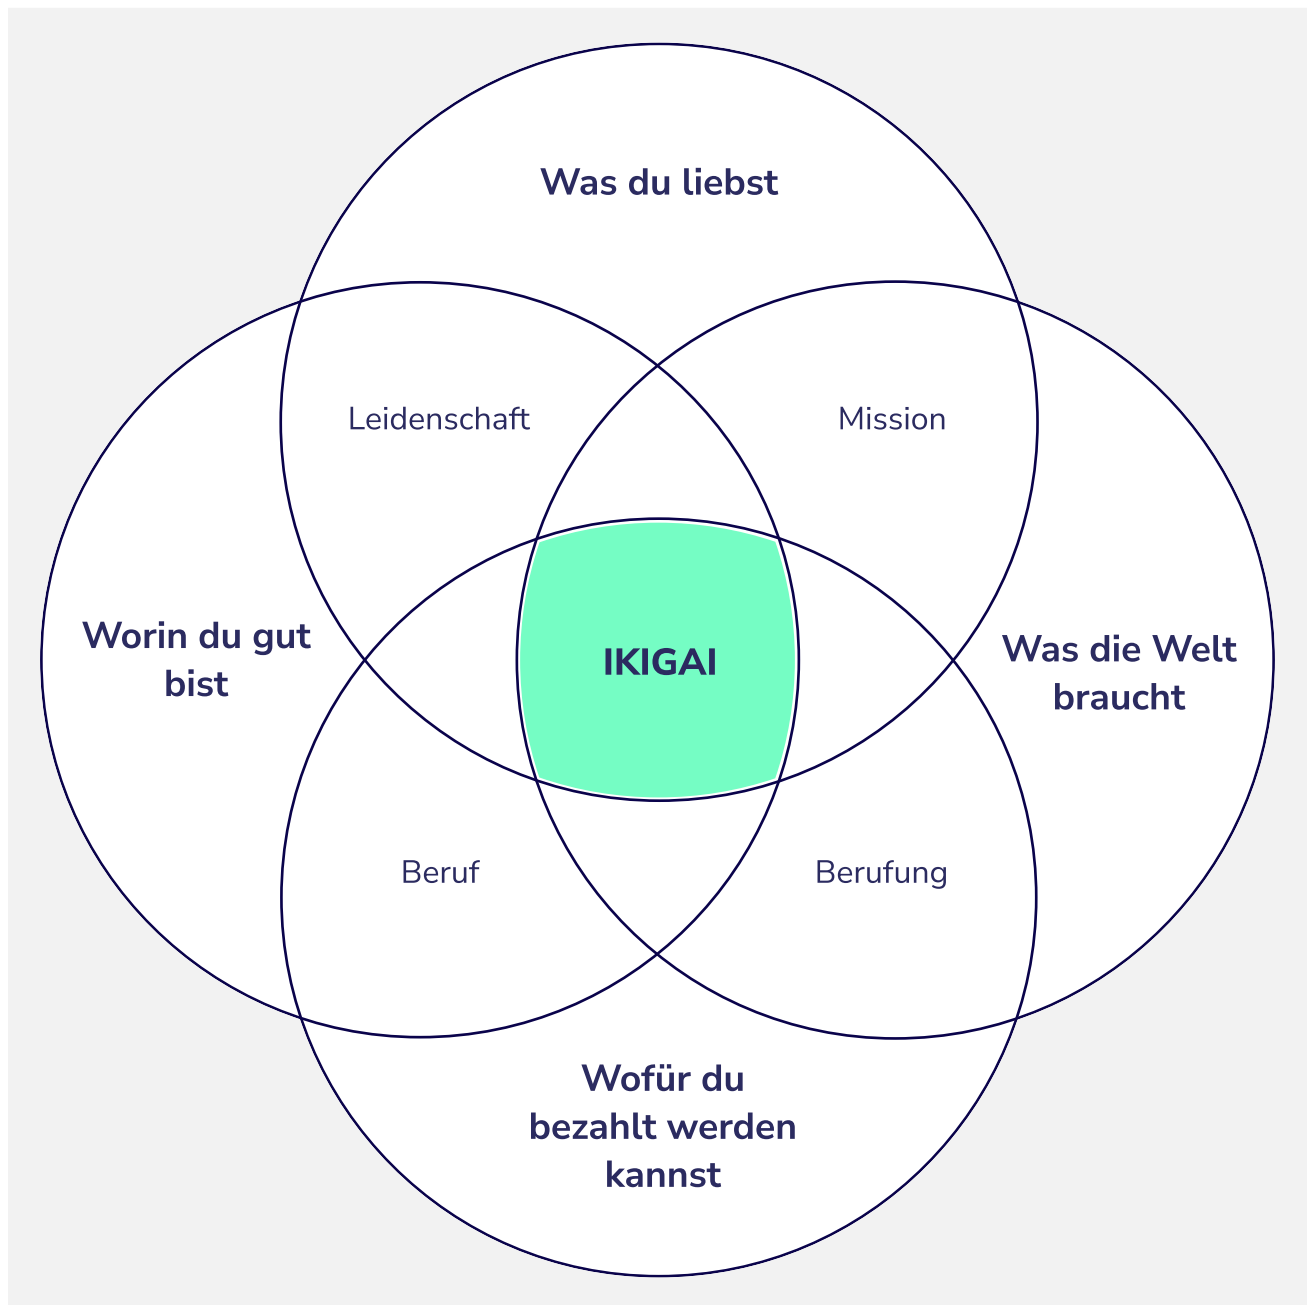 Was du liebst
Leidenschaft
Mission
Worin du gut
bist
IKIGAI
Was die Welt
braucht
Beruf
Berufung
Wofür du
bezahlt werden
kannst